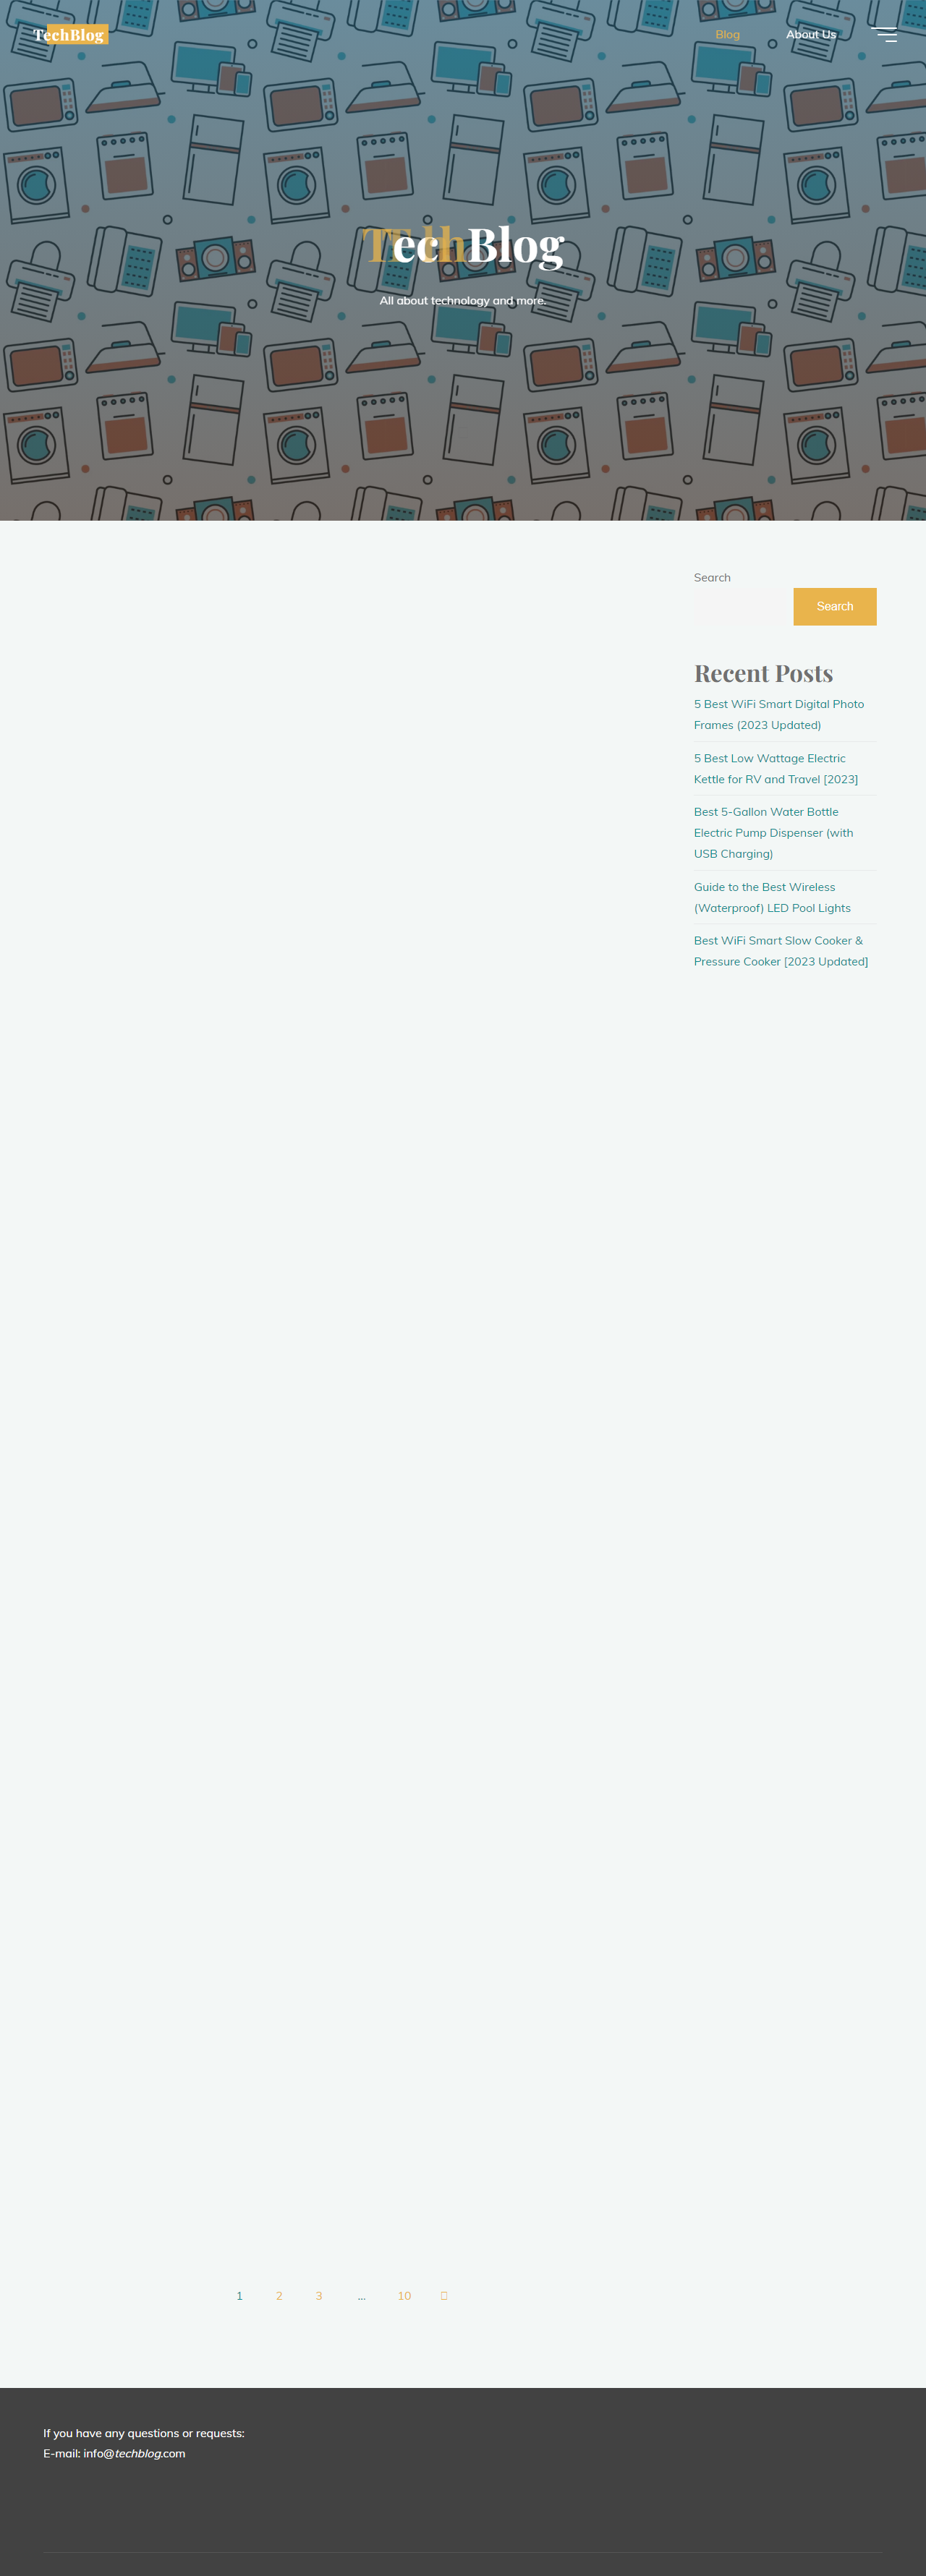 TechBlog
Blog
About Us
TechBlog
All about technology and more.
Search
Search
Recent Posts
5 Best WiFi Smart Digital Photo
Frames (2023 Updated)
5 Best Low Wattage Electric
Kettle for RV and Travel [2023]
Best 5-Gallon Water Bottle
Electric Pump Dispenser (with
USB Charging)
Guide to the Best Wireless
(Waterproof) LED Pool Lights
Best WiFi Smart Slow Cooker &
Pressure Cooker [2023 Updated]
1 2 3 … 10
If you have any questions or requests:
E-mail: info@techblog.com